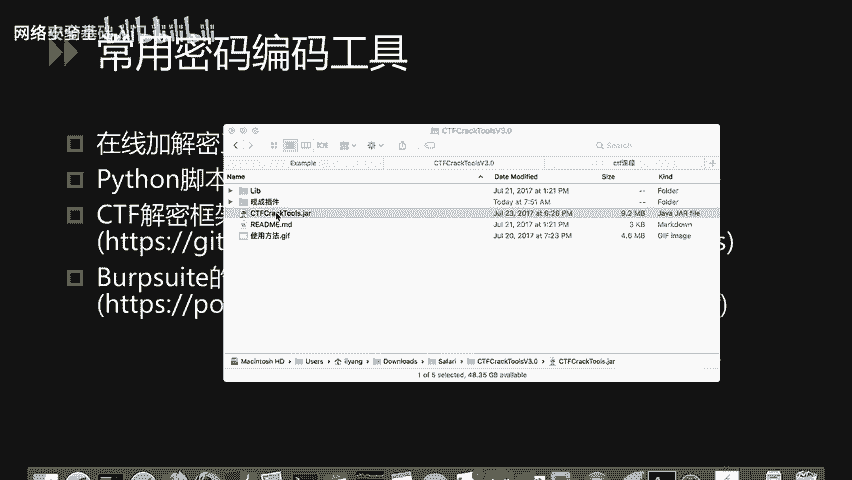 网络安全基础入门
常用密码编码工具
在线加解密
Python脚本
CTF解密框架
(https://git
s)
Burpsuite的
(https://po
)
CTFCrackToolsV3.0
Search
Example
CTFCrackToolsV3.0
ctf课程
Name
Date Modified
Size
Kind
Lib
Jul 21, 2017 at 1:21 PM
--
Folder
现成插件
Today at 7:51 AM
--
Folder
CTFCrackTools.jar
Jul 23, 2017 at 6:26 PM
9.2 MB
Java JAR file
README.md
Jul 21, 2017 at 1:21 PM
3 KB
Markdown
使用方法.gif
Jul 20, 2017 at 7:23 PM
4.6 MB
GIF image
Macintosh HD
Users
ilyang
Downloads
Safari
CTFCrackToolsV3.0
CTFCrackTools.jar
1 of 5 selected, 48.35 GB available